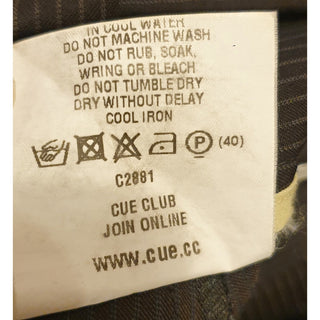 IN COOL WATER
DO NOT MACHINE WASH
DO NOT RUB, SOAK,
WRING OR BLEACH
DO NOT TUMBLE DRY
DRY WITHOUT DELAY
COOL IRON
P (40)
C2881
CUE CLUB
JOIN ONLINE
www.cue.cc